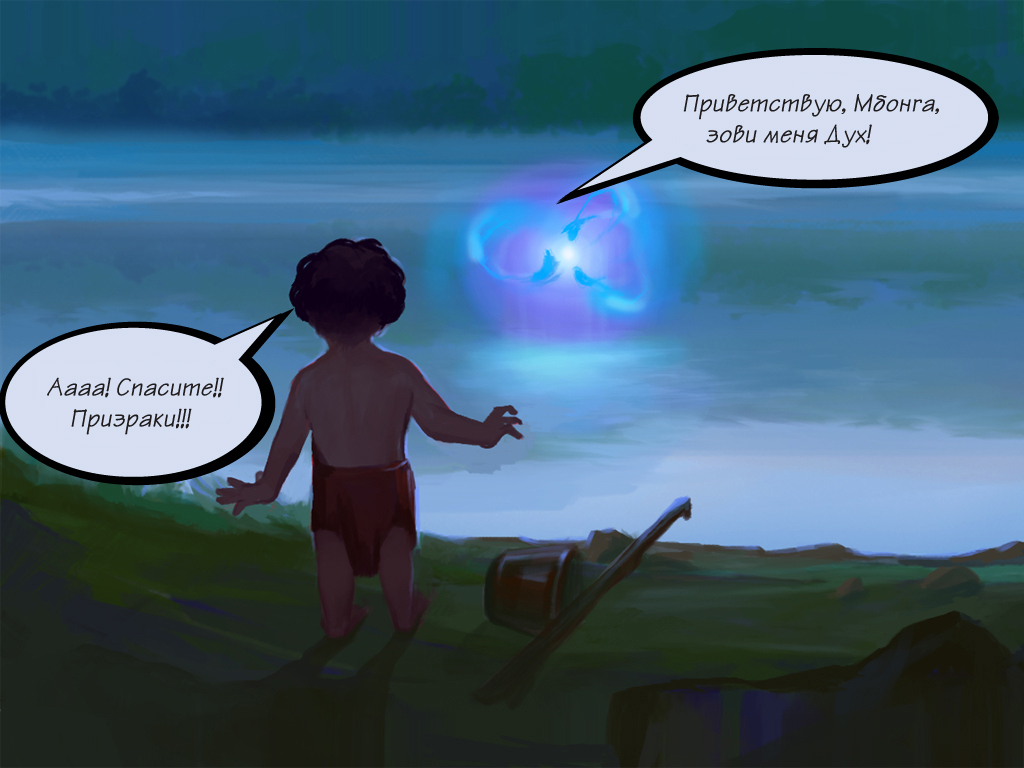 Приветствую, Мбонга,
зови меня Дух!
Аааа! Спасите!!
Призраки!!!